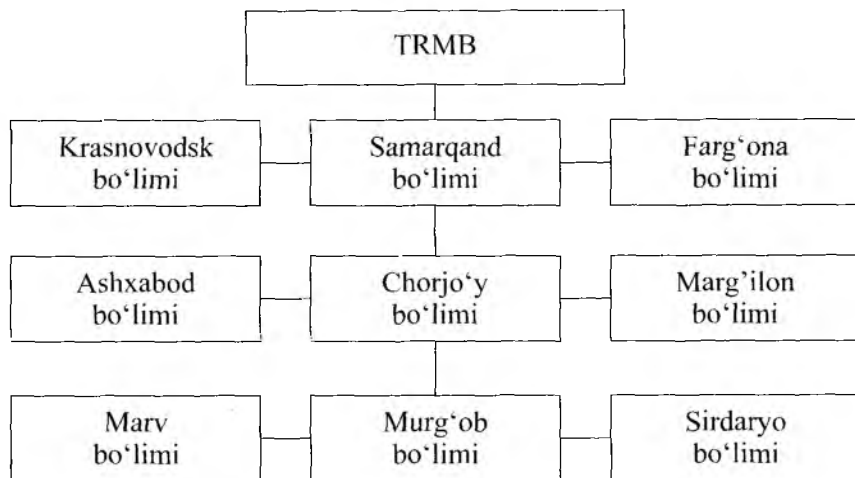 TRMB
Krasnovodsk
bo‘limi
Samarqand
bo‘limi
Farg‘ona
bo‘limi
Ashxabod
bo‘limi
Chorjo‘y
bo‘limi
Marg’ilon
bo‘limi
Marv
bo‘limi
Murg‘ob
bo‘limi
Sirdaryo
bo‘limi